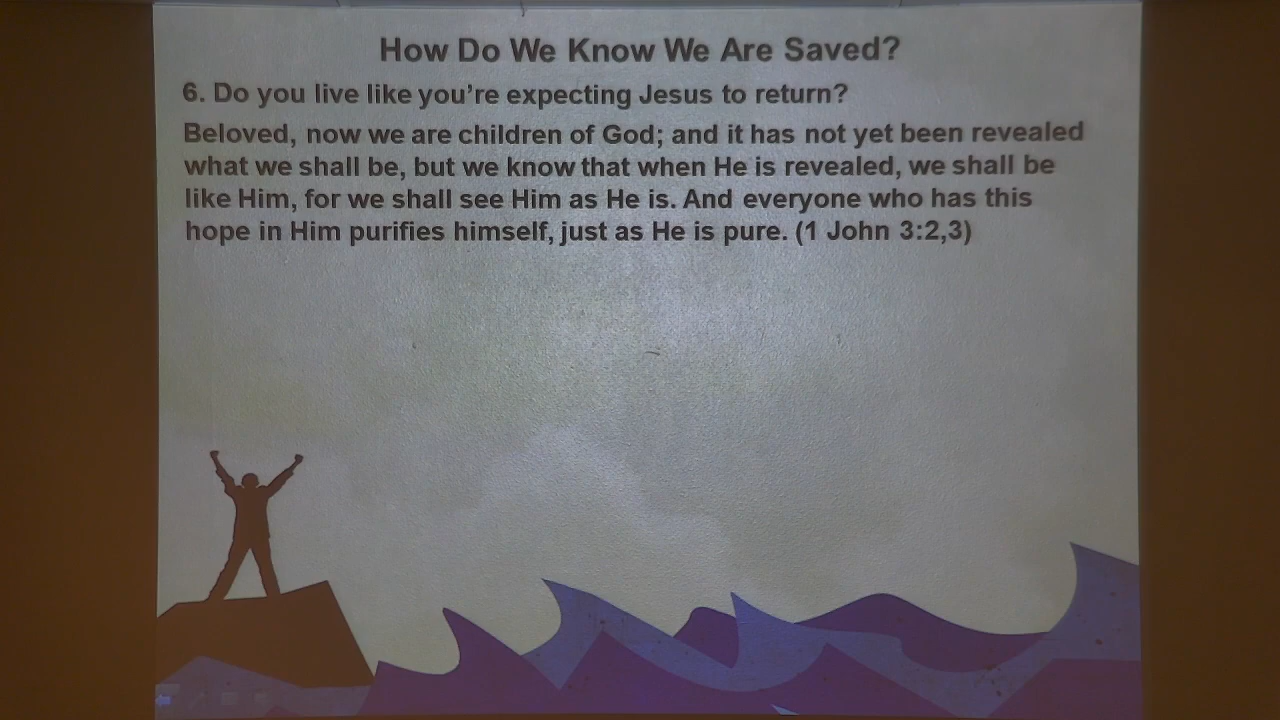 How Do We Know We Are Saved?
6. Do you live like you’re expecting Jesus to return?
Beloved, now we are children of God; and it has not yet been revealed
what we shall be, but we know that when He is revealed, we shall be
like Him, for we shall see Him as He is. And everyone who has this
hope in Him purifies himself, just as He is pure. (1 John 3:2,3)